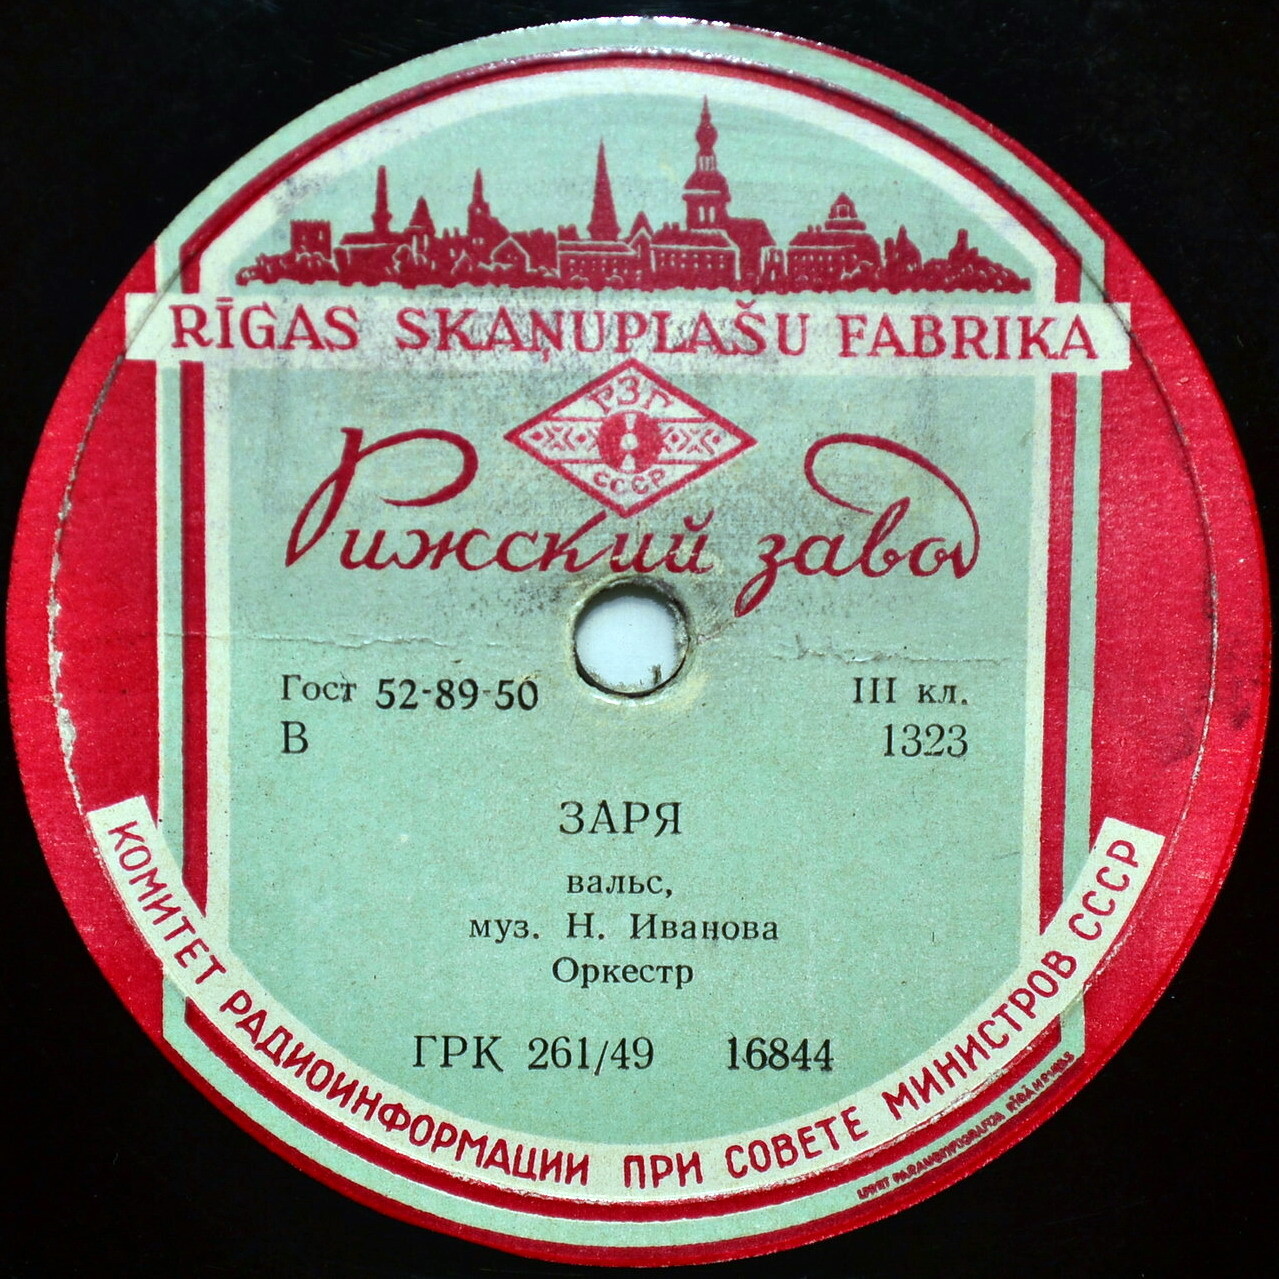 RĪGAS SKAŅUPLAŠU FABRIKA
РЗГ
СССР
Рижский завод
Гост 52-89-50
III кл.
В
1323
ЗАРЯ
вальс,
муз. Н. Иванова
Оркестр
ГРК 261/49 16844
КОМИТЕТ РАДИОИНФОРМАЦИИ ПРИ СОВЕТЕ МИНИСТРОВ СССР